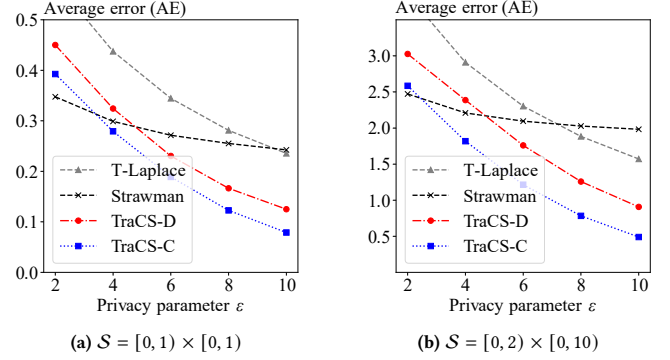 Average error (AE)
0.5
0.4
0.3
0.2
0.1
0.0
T-Laplace
Strawman
TraCS-D
TraCS-C
2 4 6 8 10
Privacy parameter ε
(a) 𝒮 = [0, 1) × [0, 1)
Average error (AE)
3.0
2.5
2.0
1.5
1.0
0.5
T-Laplace
Strawman
TraCS-D
TraCS-C
2 4 6 8 10
Privacy parameter ε
(b) 𝒮 = [0, 2) × [0, 10)